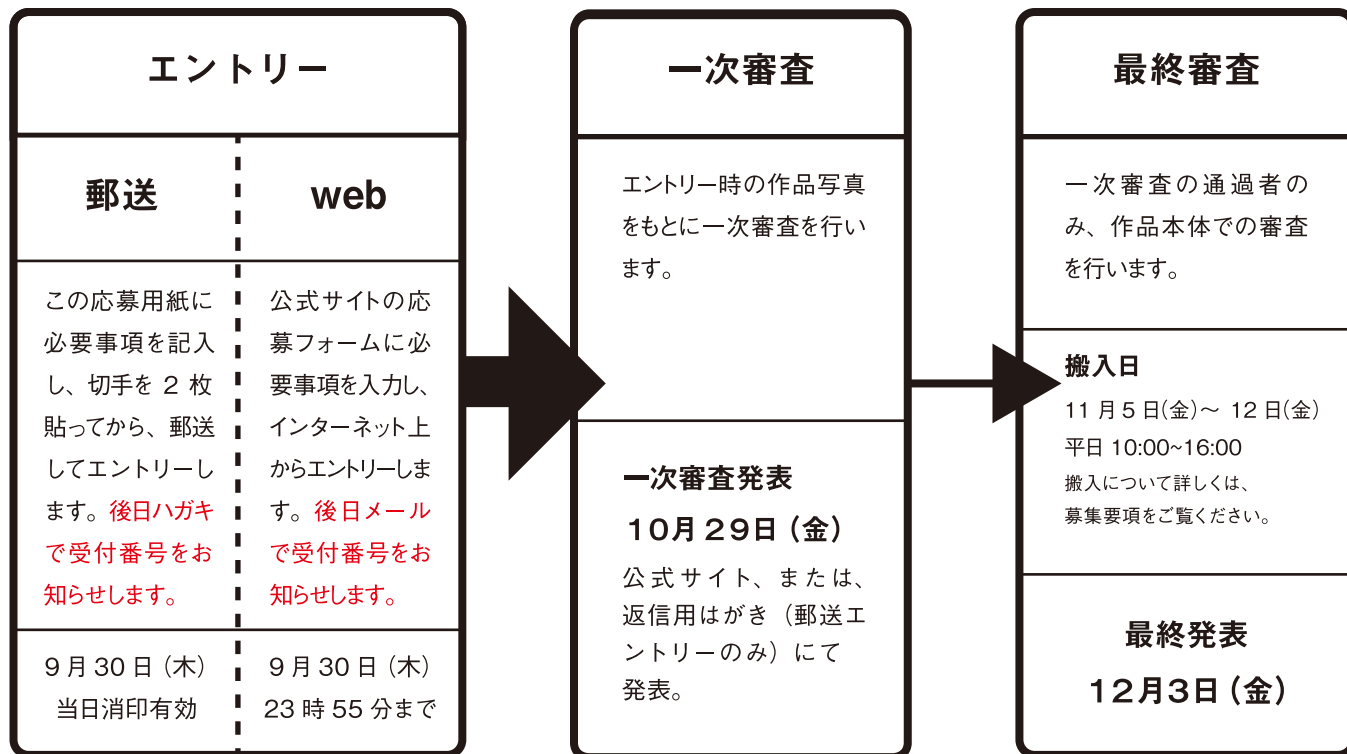 エントリー
郵送
この応募用紙に
必要事項を記入
し、切手を 2 枚
貼ってから、郵送
してエントリーし
ます。後日ハガキ
で受付番号をお
知らせします。
9月30日（木）
当日消印有効
web
公式サイトの応
募フォームに必
要事項を入力し、
インターネット上
からエントリーしま
す。後日メール
で受付番号をお
知らせします。
9月30日（木）
23時55分まで
一次審査
エントリー時の作品写真
をもとに一次審査を行い
ます。
一次審査発表
10月29日（金）
公式サイト、または、
返信用はがき（郵送エ
ントリーのみ）にて
発表。
最終審査
一次審査の通過者の
み、作品本体での審査
を行います。
搬入日
11月5日(金)～ 12日(金)
平日 10:00~16:00
搬入について詳しくは、
募集要項をご覧ください。
最終発表
12月3日（金）